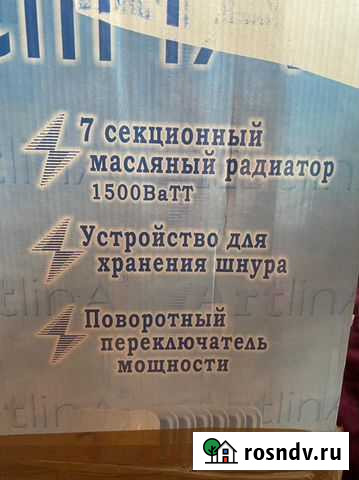 7 секционный
масляный радиатор
1500ВаТТ
Устройство для
хранения шнура
Поворотный
переключатель
мощности
rosndv.ru